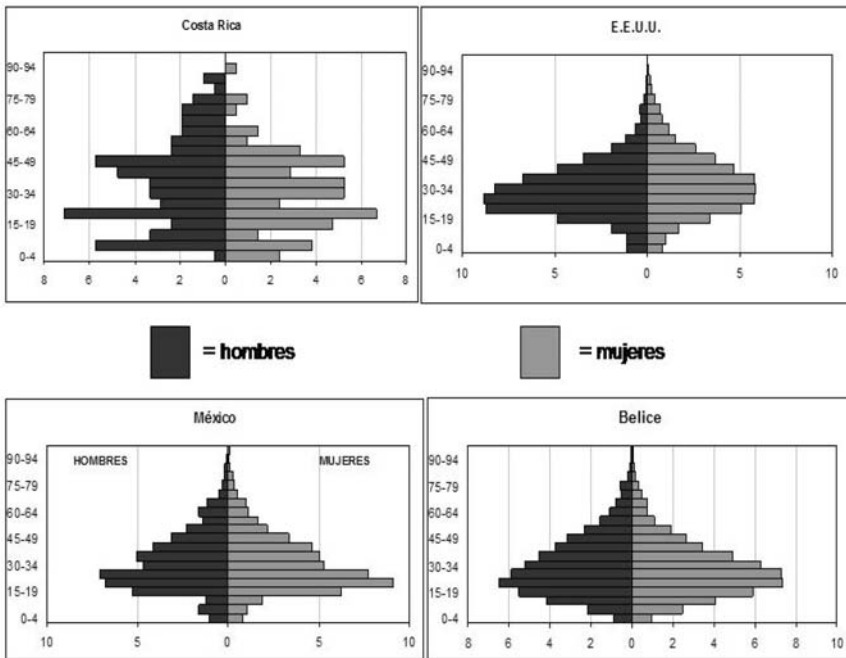 Costa Rica
90-94
75-79
60-64
45-49
30-34
15-19
0-4
8 6 4 2 0 2 4 6 8
E.E.U.U.
90-94
75-79
60-64
45-49
30-34
15-19
0-4
10 5 0 5 10
= hombres
= mujeres
México
HOMBRES MUJERES
90-94
75-79
60-64
45-49
30-34
15-19
0-4
10 5 0 5 10
Belice
90-94
75-79
60-64
45-49
30-34
15-19
0-4
10 8 6 4 2 0 2 4 6 8 10